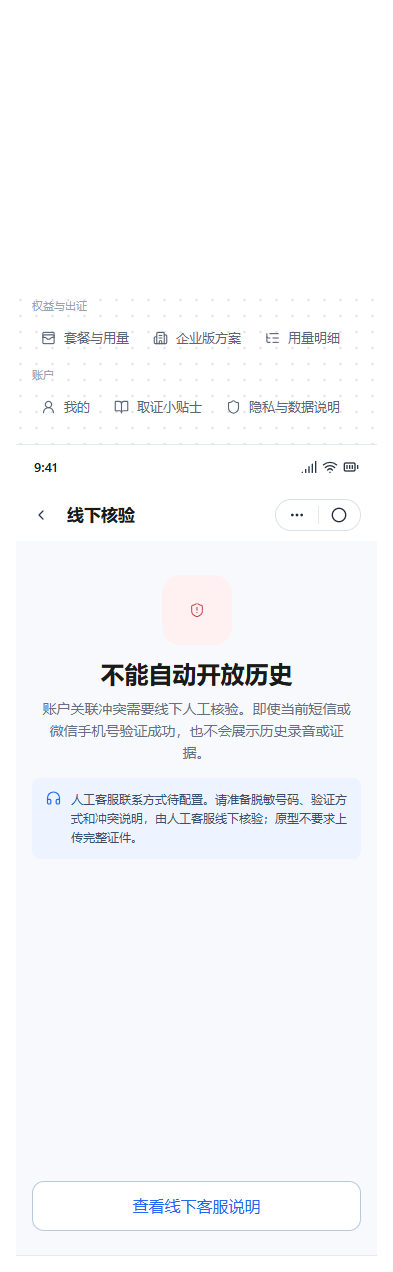 权益与出证
套餐与用量 企业版方案 用量明细
账户
我的 取证小贴士 隐私与数据说明
9:41
线下核验
不能自动开放历史
账户关联冲突需要线下人工核验。即使当前短信或
微信手机号验证成功，也不会展示历史录音或证
据。
人工客服联系方式待配置。请准备脱敏号码、验证方
式和冲突说明，由人工客服线下核验；原型不要求上
传完整证件。
查看线下客服说明